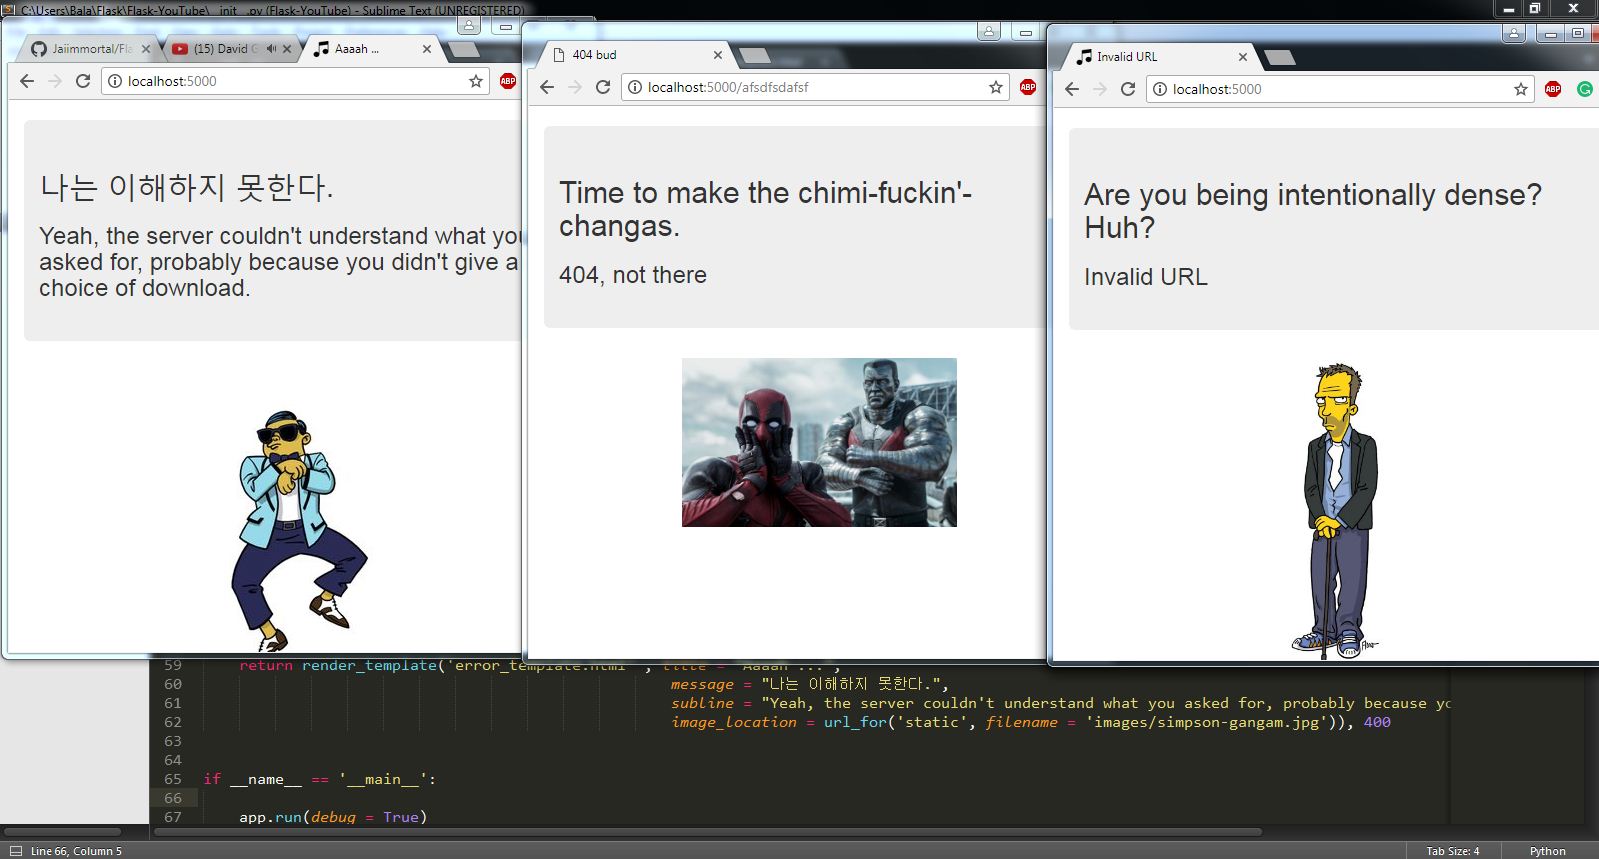 C:\Users\Bala\Flask\Flask-YouTube\__init__.py (Flask-YouTube) - Sublime Text (UNREGISTERED)
Jaiimmortal/Fla
(15) David G
Aaaah ...
localhost:5000
ABP
나는 이해하지 못한다.
Yeah, the server couldn't understand what you
asked for, probably because you didn't give a
choice of download.
404 bud
localhost:5000/afsdfsdafsf
ABP
Time to make the chimi-fuckin'-
changas.
404, not there
Invalid URL
localhost:5000
ABP
Are you being intentionally dense?
Huh?
Invalid URL
59 return render_template('error_template.html', title = "Aaaah ...",
60 message = "나는 이해하지 못한다.",
61 subline = "Yeah, the server couldn't understand what you asked for, probably because yo
62 image_location = url_for('static', filename = 'images/simpson-gangam.jpg')), 400
63
64
65 if __name__ == '__main__':
66
67 app.run(debug = True)
Line 66, Column 5
Tab Size: 4
Python